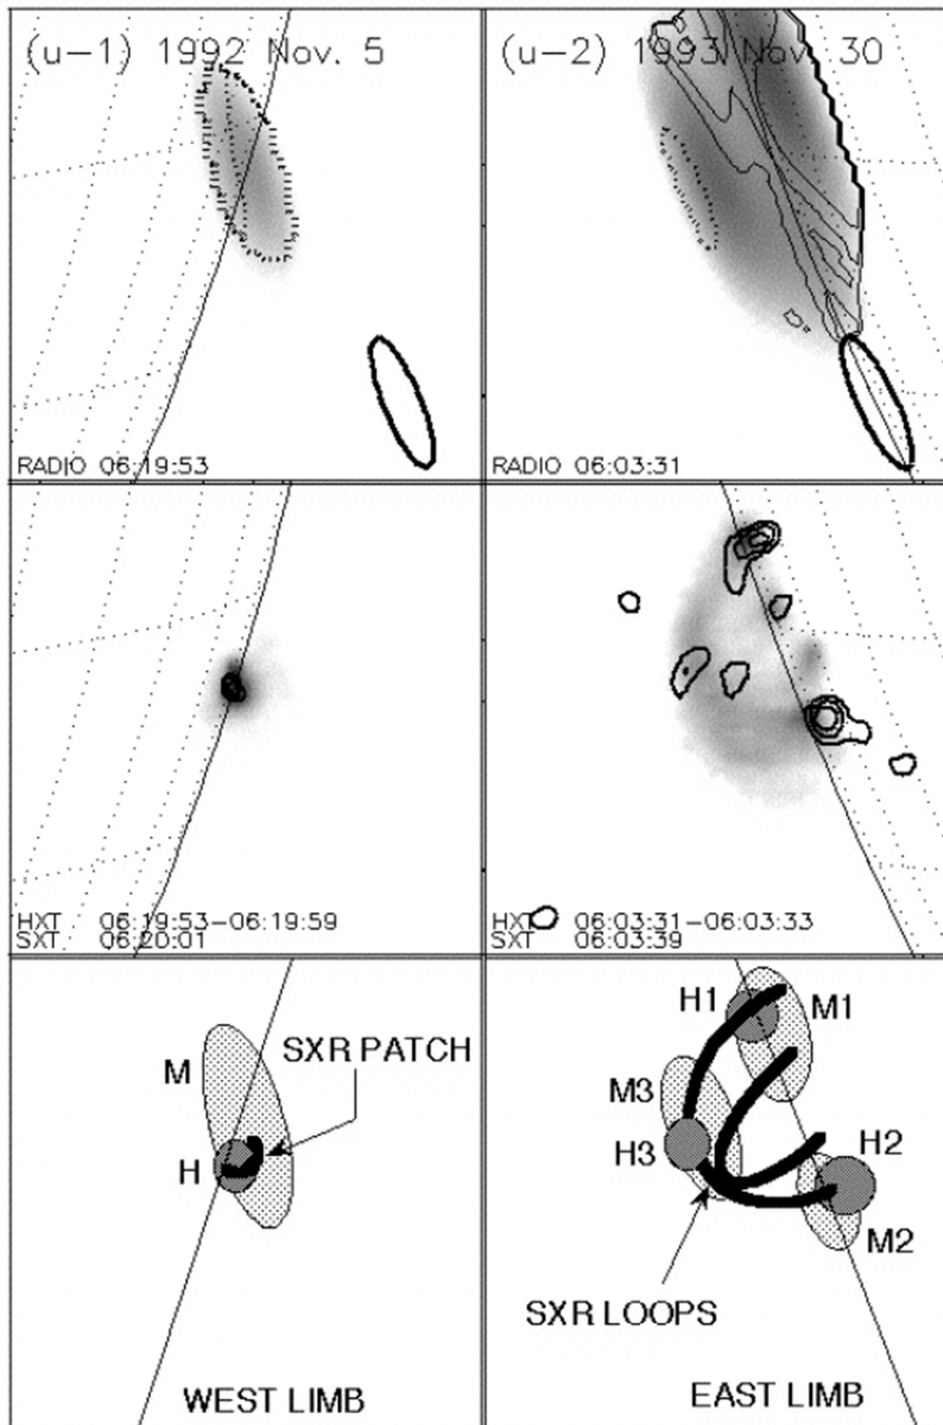 (u-1) 1992 Nov. 5
(u-2) 1993 Nov. 30
RADIO 06:19:53
RADIO 06:03:31
HXT 06:19:53-06:19:59
SXT 06:20:01
HXT 06:03:31-06:03:33
SXT 06:03:39
M
SXR PATCH
H
WEST LIMB
H1
M1
M3
H3
H2
M2
SXR LOOPS
EAST LIMB